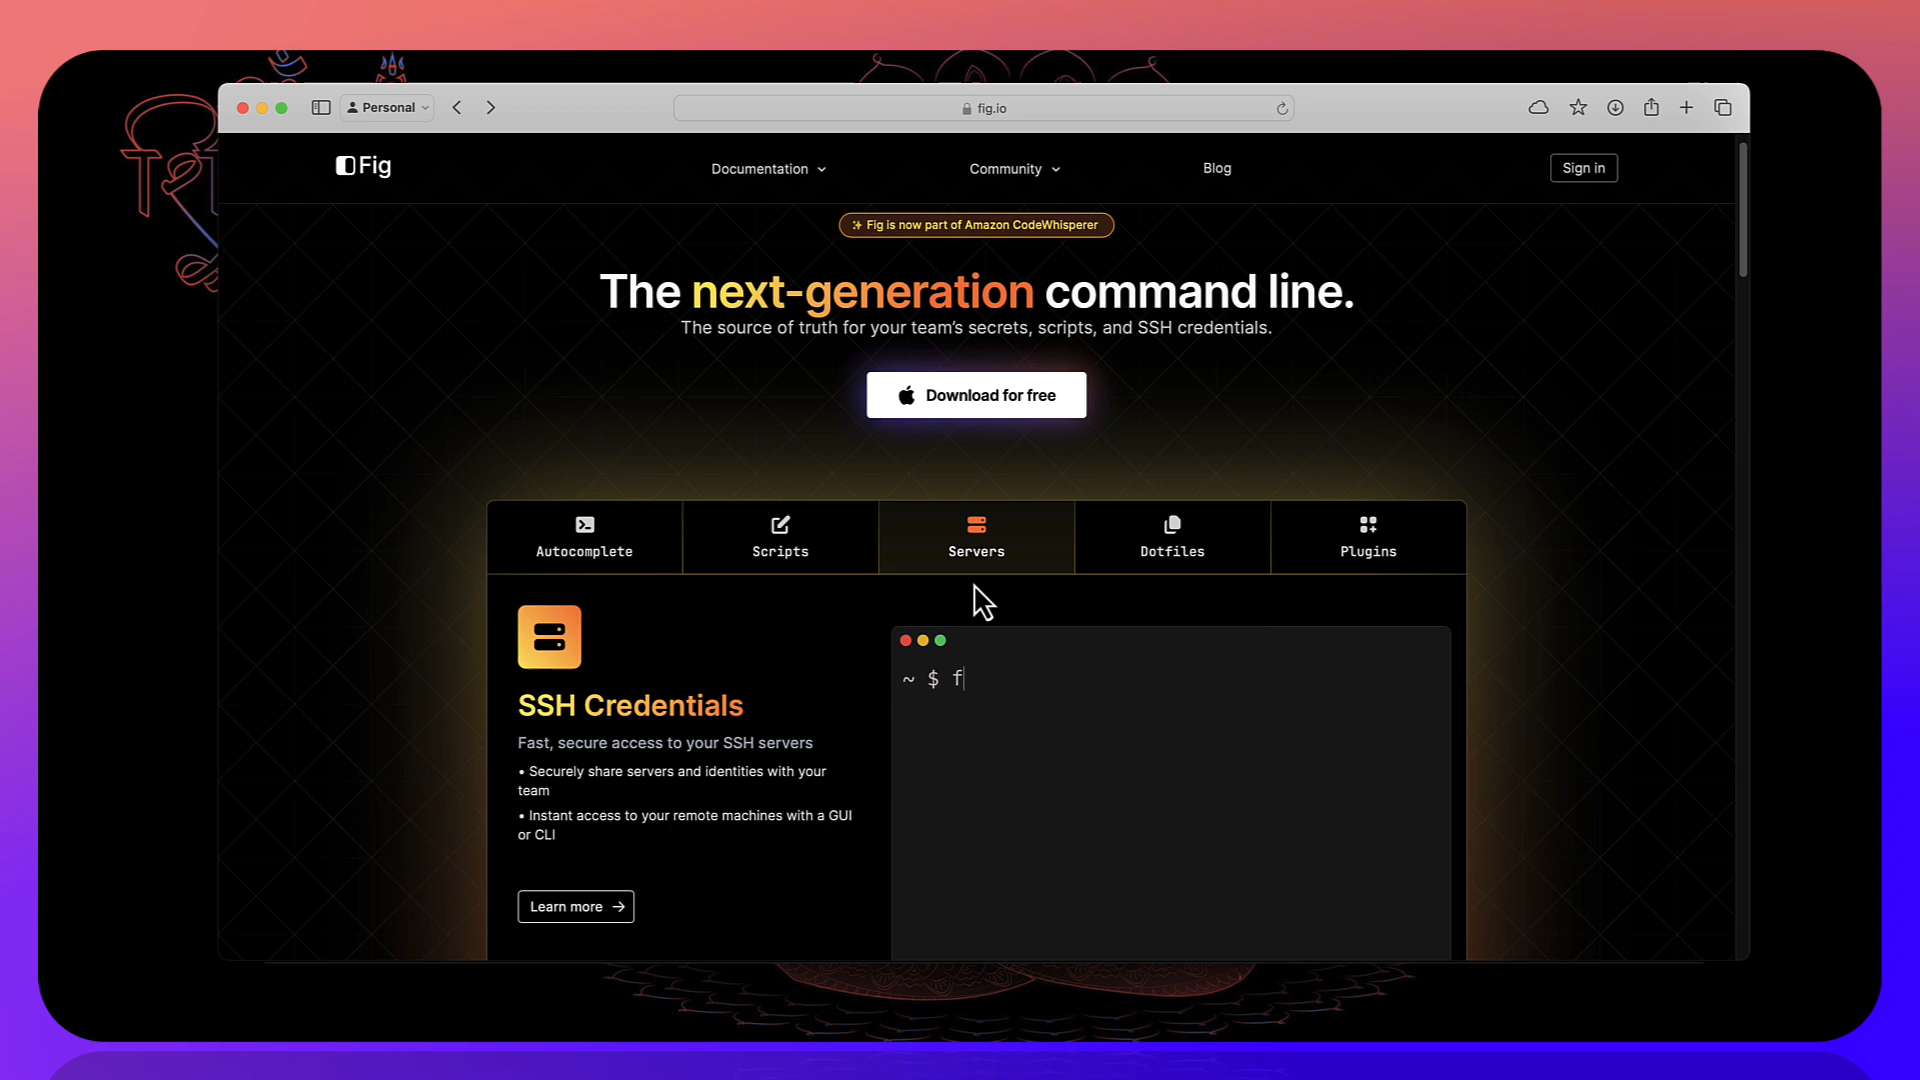 Personal
fig.io
Fig
Documentation
Community
Blog
Sign in
Fig is now part of Amazon CodeWhisperer
The next-generation command line.
The source of truth for your team's secrets, scripts, and SSH credentials.
Download for free
Autocomplete
Scripts
Servers
Dotfiles
Plugins
SSH Credentials
Fast, secure access to your SSH servers
• Securely share servers and identities with your
team
• Instant access to your remote machines with a GUI
or CLI
Learn more →
~ $ f